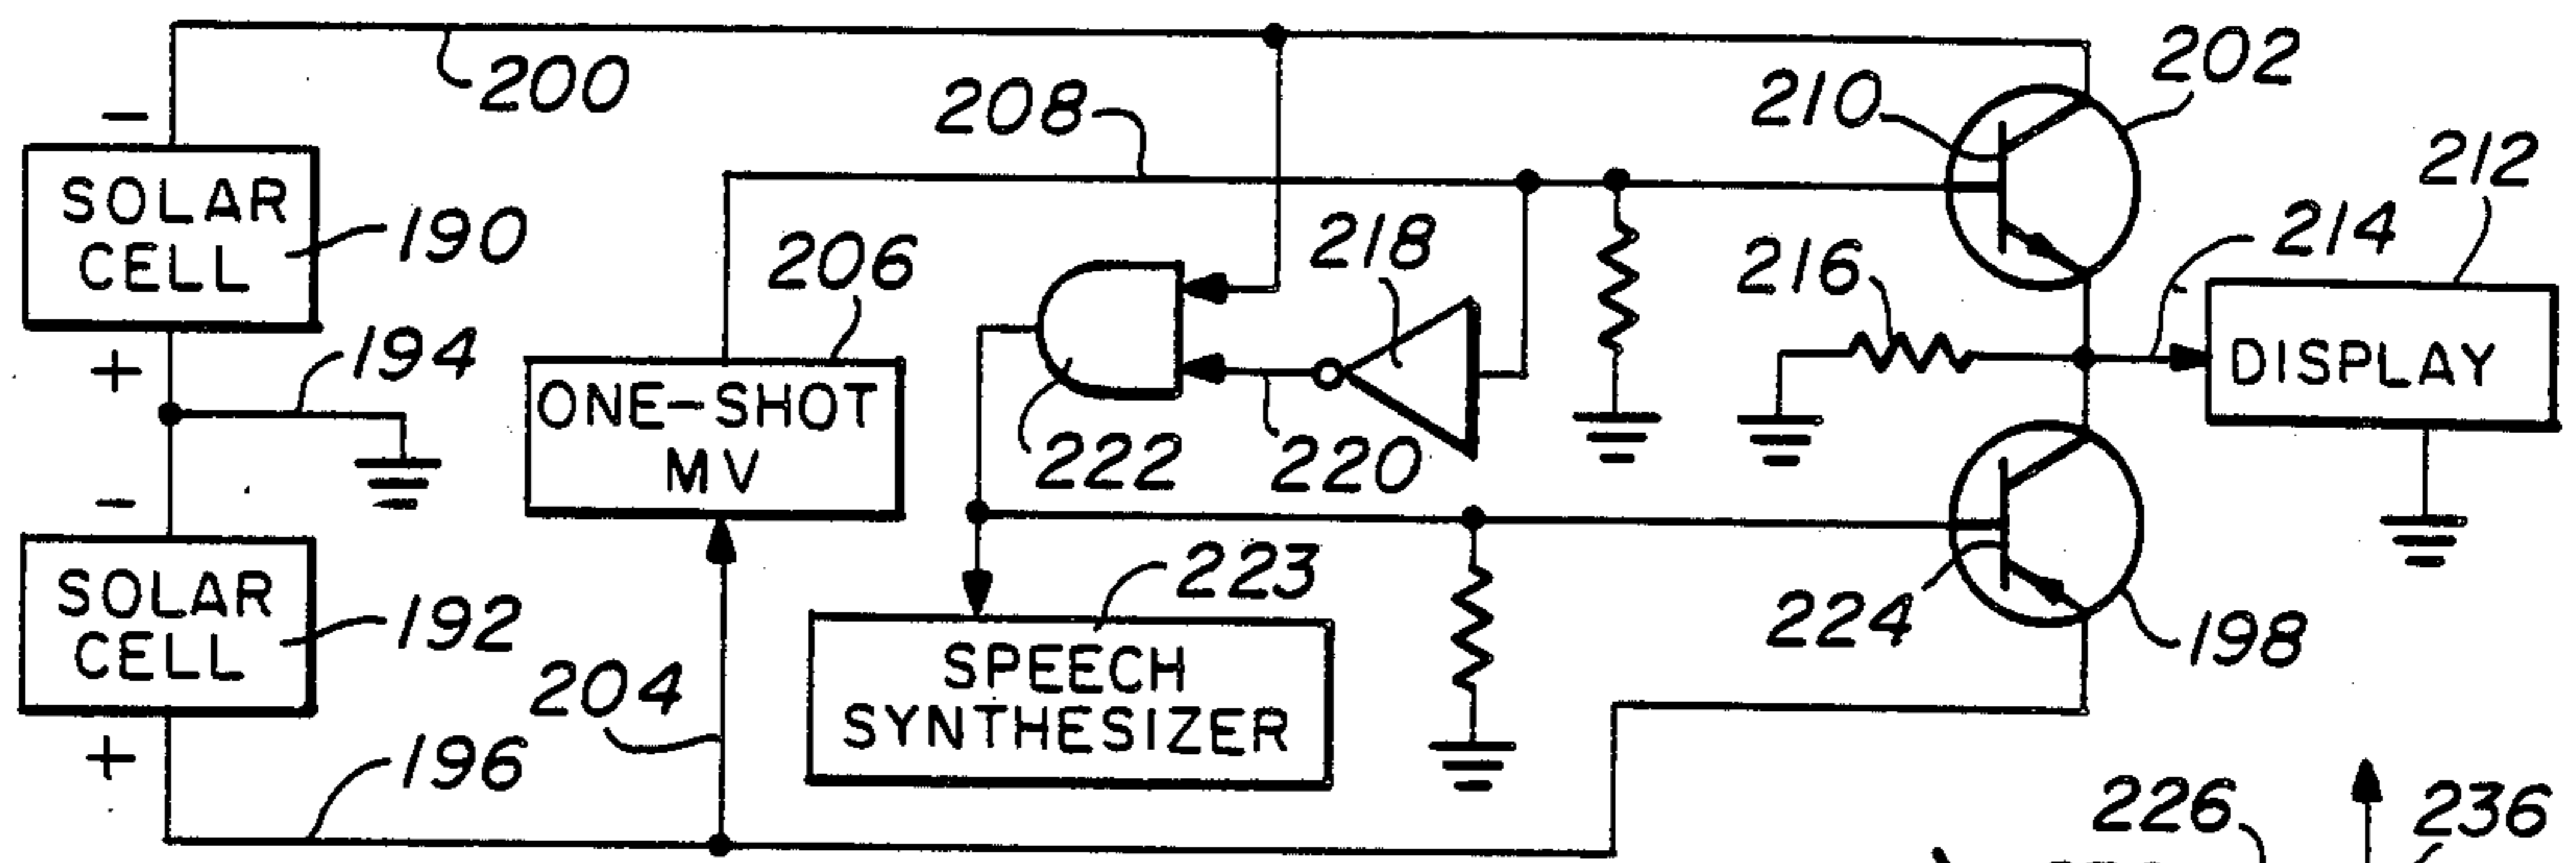 200
208
210
202
212
−
SOLAR
CELL
190
206
218
216
214
+
194
ONE-SHOT
MV
222
220
DISPLAY
−
SOLAR
CELL
192
204
223
SPEECH
SYNTHESIZER
224
198
+
196
226
236